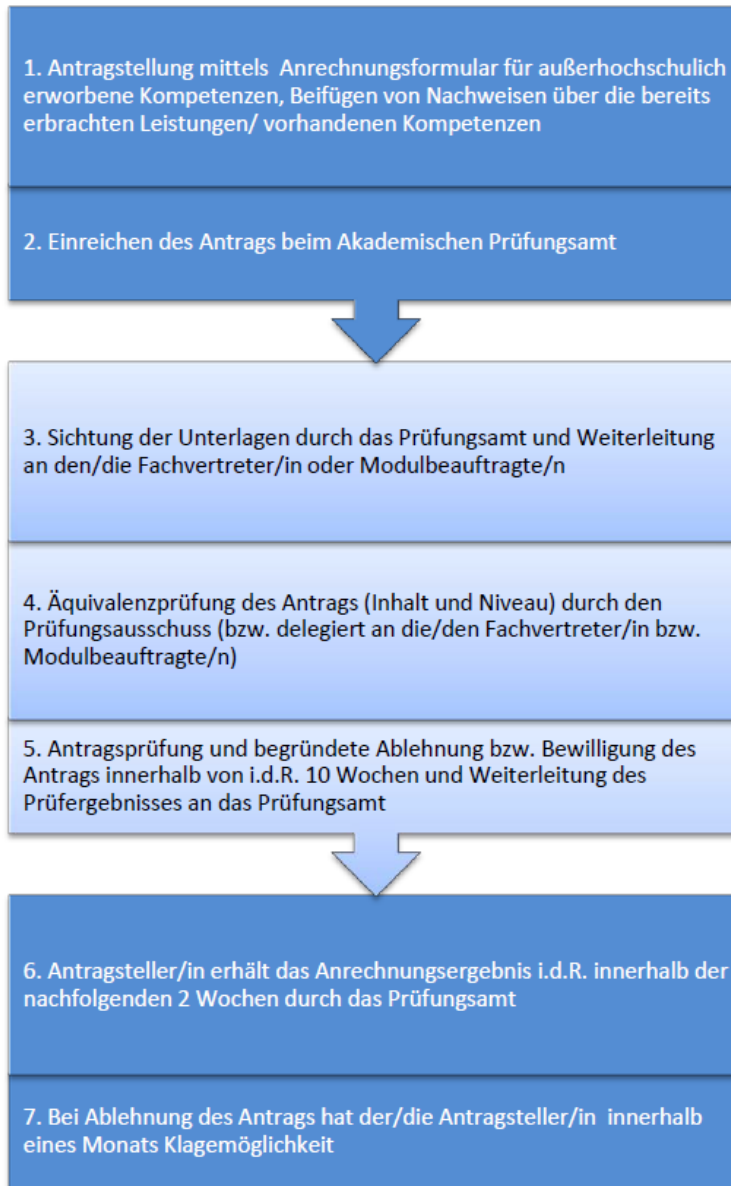 1. Antragstellung mittels  Anrechnungsformular für außerhochschulich
erworbene Kompetenzen, Beifügen von Nachweisen über die bereits
erbrachten Leistungen/ vorhandenen Kompetenzen
2. Einreichen des Antrags beim Akademischen Prüfungsamt
3. Sichtung der Unterlagen durch das Prüfungsamt und Weiterleitung
an den/die Fachvertreter/in oder Modulbeauftragte/n
4. Äquivalenzprüfung des Antrags (Inhalt und Niveau) durch den
Prüfungsausschuss (bzw. delegiert an die/den Fachvertreter/in bzw.
Modulbeauftragte/n)
5. Antragsprüfung und begründete Ablehnung bzw. Bewilligung des
Antrags innerhalb von i.d.R. 10 Wochen und Weiterleitung des
Prüfergebnisses an das Prüfungsamt
6. Antragsteller/in erhält das Anrechnungsergebnis i.d.R. innerhalb der
nachfolgenden 2 Wochen durch das Prüfungsamt
7. Bei Ablehnung des Antrags hat der/die Antragsteller/in  innerhalb
eines Monats Klagemöglichkeit